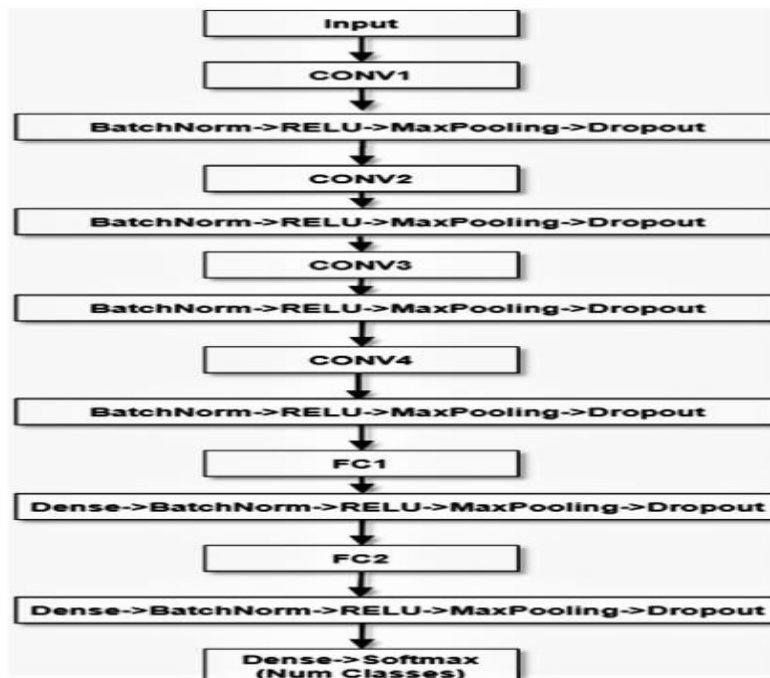 Input
CONV1
BatchNorm->RELU->MaxPooling->Dropout
CONV2
BatchNorm->RELU->MaxPooling->Dropout
CONV3
BatchNorm->RELU->MaxPooling->Dropout
CONV4
BatchNorm->RELU->MaxPooling->Dropout
FC1
Dense->BatchNorm->RELU->MaxPooling->Dropout
FC2
Dense->BatchNorm->RELU->MaxPooling->Dropout
Dense->Softmax
(Num Classes)